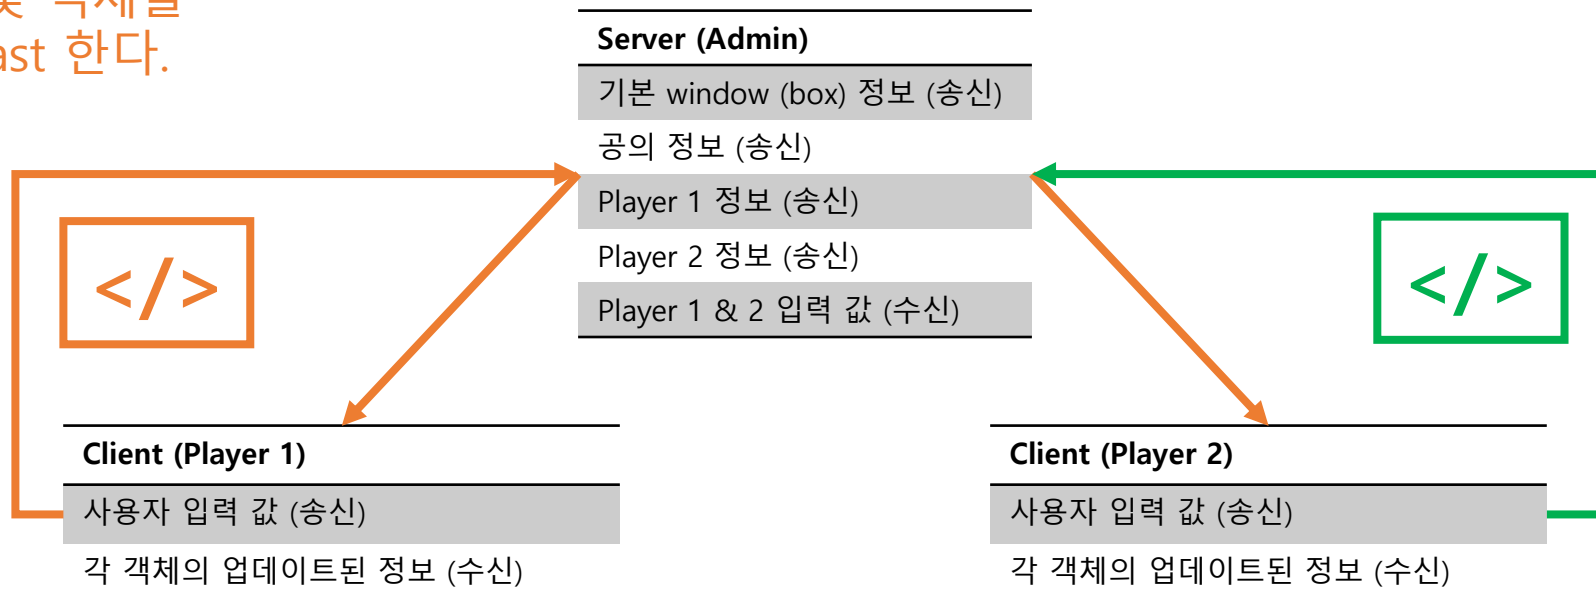 한다.
Server (Admin)
기본 window (box) 정보 (송신)
공의 정보 (송신)
Player 1 정보 (송신)
Player 2 정보 (송신)
Player 1 & 2 입력 값 (수신)
</>
</>
Client (Player 1)
사용자 입력 값 (송신)
각 객체의 업데이트된 정보 (수신)
Client (Player 2)
사용자 입력 값 (송신)
각 객체의 업데이트된 정보 (수신)